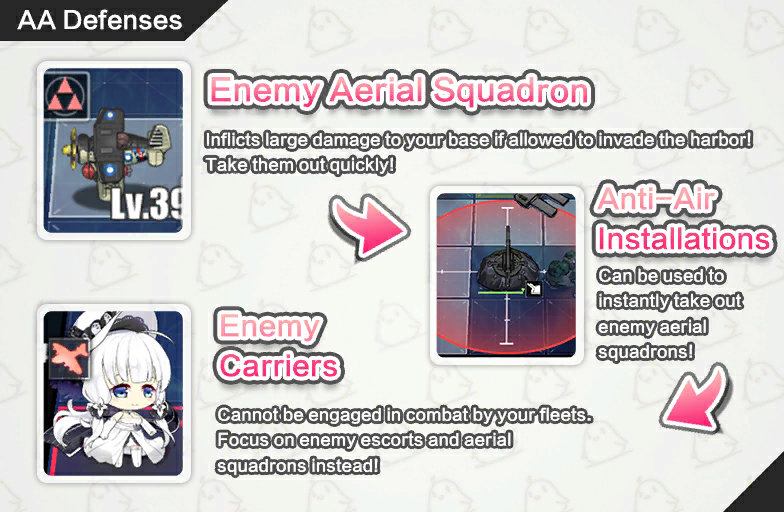 AA Defenses
Enemy Aerial Squadron
Inflicts large damage to your base if allowed to invade the harbor!
Take them out quickly!
Lv.39
Anti-Air
Installations
Can be used to
instantly take out
enemy aerial
squadrons!
Enemy
Carriers
Cannot be engaged in combat by your fleets.
Focus on enemy escorts and aerial
squadrons instead!